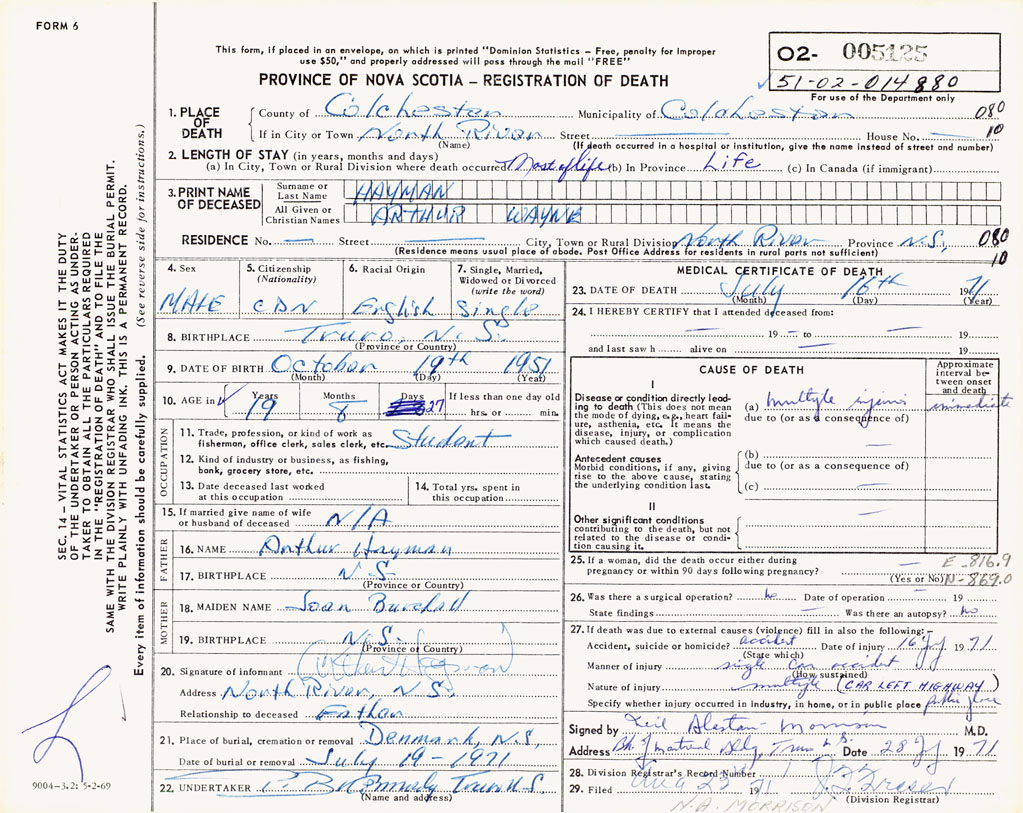 FORM 6
This form, if placed in an envelope, on which is printed "Dominion Statistics – Free, penalty for improper
use $50," and properly addressed will pass through the mail "FREE"
PROVINCE OF NOVA SCOTIA – REGISTRATION OF DEATH
02- 005125
51-02-014880
For use of the Department only
1. PLACE OF DEATH
County of Colchester Municipality of Colchester 080
If in City or Town North River Street — House No. — 10
(Name) (If death occurred in a hospital or institution, give the name instead of street and number)
2. LENGTH OF STAY (in years, months and days)
(a) In City, Town or Rural Division where death occurred Most of life (b) In Province Life (c) In Canada (if immigrant)
3. PRINT NAME OF DECEASED
Surname or Last Name HAYMAN
All Given or Christian Names ARTHUR WAYNE
RESIDENCE No. — Street — City, Town or Rural Division North River Province N.S. 080
(Residence means usual place of abode. Post Office Address for residents in rural parts not sufficient) 10
4. Sex MALE
5. Citizenship (Nationality) CDN
6. Racial Origin English
7. Single, Married, Widowed or Divorced (write the word) Single
8. BIRTHPLACE Truro, N.S.
(Province or Country)
9. DATE OF BIRTH October 19th 1951
(Month) (Day) (Year)
10. AGE in Years 19 Months 8 Days 27 If less than one day old
hrs. or min.
OCCUPATION
11. Trade, profession, or kind of work as
fisherman, office clerk, sales clerk, etc. Student
12. Kind of industry or business, as fishing,
bank, grocery store, etc.
13. Date deceased last worked
at this occupation
14. Total yrs. spent in
this occupation
15. If married give name of wife
or husband of deceased N/A
FATHER
16. NAME Arthur Hayman
17. BIRTHPLACE N.S.
(Province or Country)
MOTHER
18. MAIDEN NAME Joan Burchell
19. BIRTHPLACE N.S.
(Province or Country)
20. Signature of informant
Address North River, N.S.
Relationship to deceased Father
21. Place of burial, cremation or removal Denmark, N.S.
Date of burial or removal July 19 - 1971
22. UNDERTAKER Truro N.S.
(Name and address)
MEDICAL CERTIFICATE OF DEATH
23. DATE OF DEATH July 16th 1971
(Month) (Day) (Year)
24. I HEREBY CERTIFY that I attended deceased from:
— 19 — to — 19
and last saw h — alive on — 19
CAUSE OF DEATH
Approximate interval between onset and death
I
Disease or condition directly leading
to death (This does not mean
the mode of dying, e.g., heart failure,
asthenia, etc. It means the
disease, injury, or complication
which caused death.)
(a) multiple injuries immediate
due to (or as a consequence of)
Antecedent causes
Morbid conditions, if any, giving
rise to the above cause, stating
the underlying condition last.
(b)
due to (or as a consequence of)
(c) —
II
Other significant conditions
contributing to the death, but not
related to the disease or condition
causing it.
25. If a woman, did the death occur either during
pregnancy or within 90 days following pregnancy? —
(Yes or No)
E-816.9
N-869.0
26. Was there a surgical operation? no Date of operation — 19
State findings — Was there an autopsy? no
27. If death was due to external causes (violence) fill in also the following:–
Accident, suicide or homicide? accident Date of injury 16 Jy 1971
(State which)
Manner of injury single car accident
(How sustained)
Nature of injury multiple (CAR LEFT HIGHWAY)
Specify whether injury occurred in industry, in home, or in public place public place
Signed by Neil Alestair Morrison M.D.
Address Truro N.S. Date 28 Jy 1971
28. Division Registrar's Record Number
29. Filed Aug 23 1971
(Division Registrar)
N.A. MORRISON
SEC. 14 – VITAL STATISTICS ACT MAKES IT THE DUTY
OF THE UNDERTAKER OR PERSON ACTING AS UNDERTAKER
TO OBTAIN ALL THE PARTICULARS REQUIRED
IN THE "REGISTRATION OF DEATH" AND TO FILE THE
SAME WITH THE DIVISION REGISTRAR WHO SHALL ISSUE THE BURIAL PERMIT.
WRITE PLAINLY WITH UNFADING INK. THIS IS A PERMANENT RECORD.
Every item of information should be carefully supplied. (See reverse side for instructions.)
9004-3.2: 5-2-69